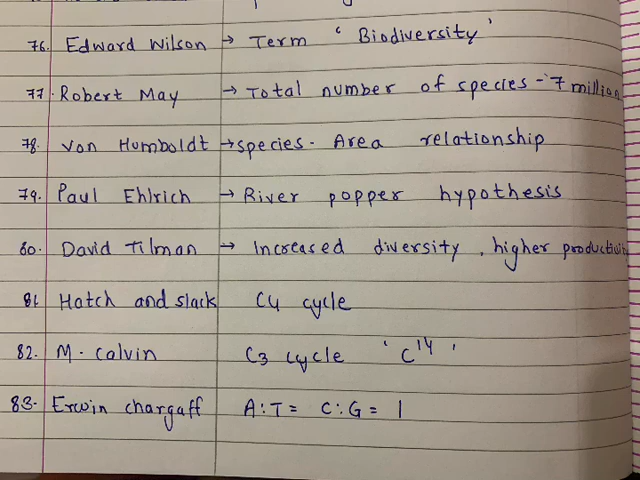 76. Edward Wilson → Term ‘Biodiversity’
77. Robert May → Total number of species - 7 million
78. Von Humboldt → species - Area relationship
79. Paul Ehlrich → River popper hypothesis
80. David Tilman → Increased diversity, higher productivity
81 Hatch and slack C4 cycle
82. M. calvin C3 cycle ‘C¹⁴’
83. Erwin chargaff A:T = C:G = 1